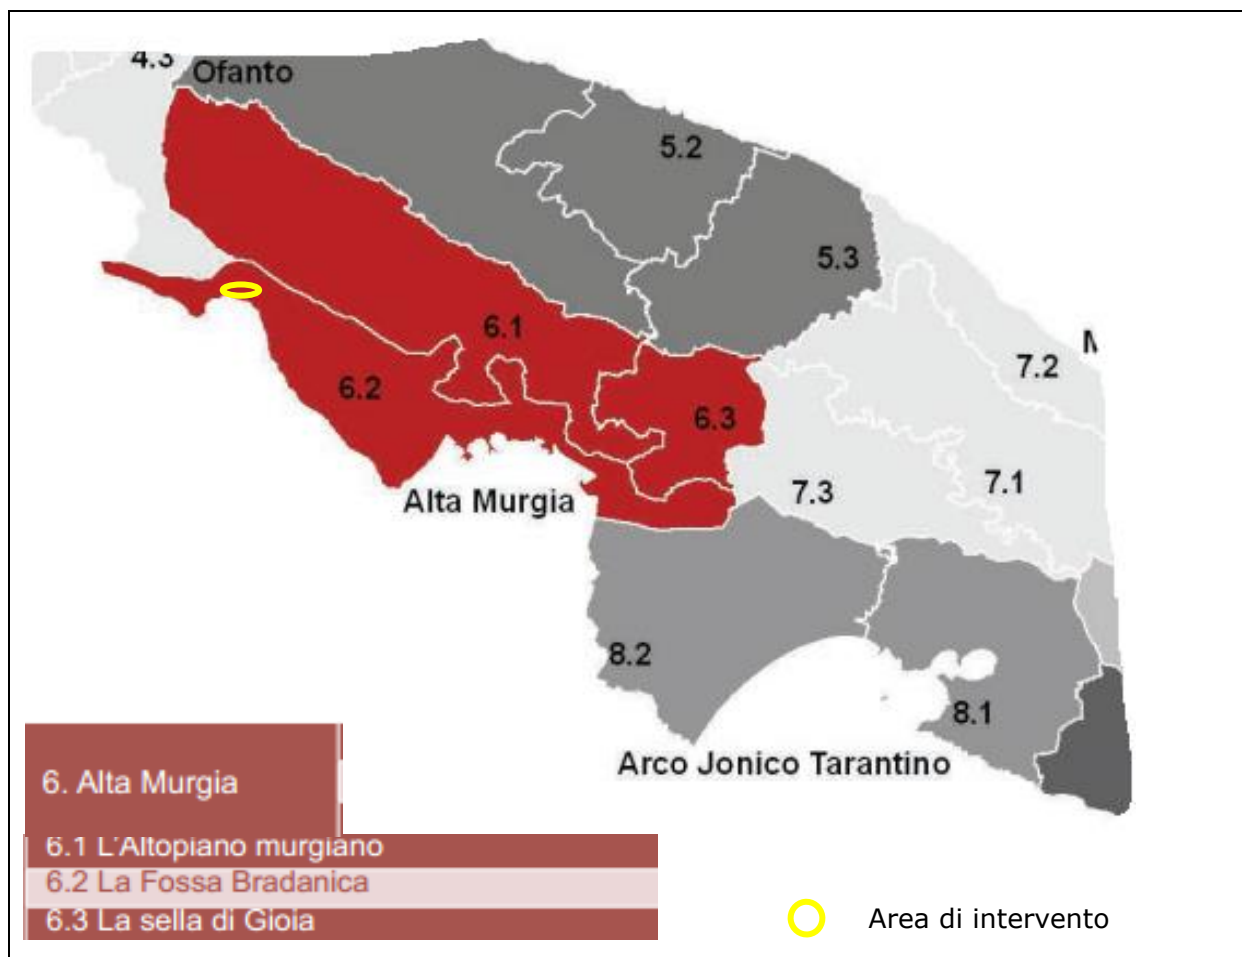 4.3
Ofanto
5.2
5.3
6.1
7.2
6.2
6.3
7.3
7.1
Alta Murgia
8.2
8.1
Arco Jonico Tarantino
6. Alta Murgia
6.1 L'Altopiano murgiano
6.2 La Fossa Bradanica
6.3 La sella di Gioia
Area di intervento